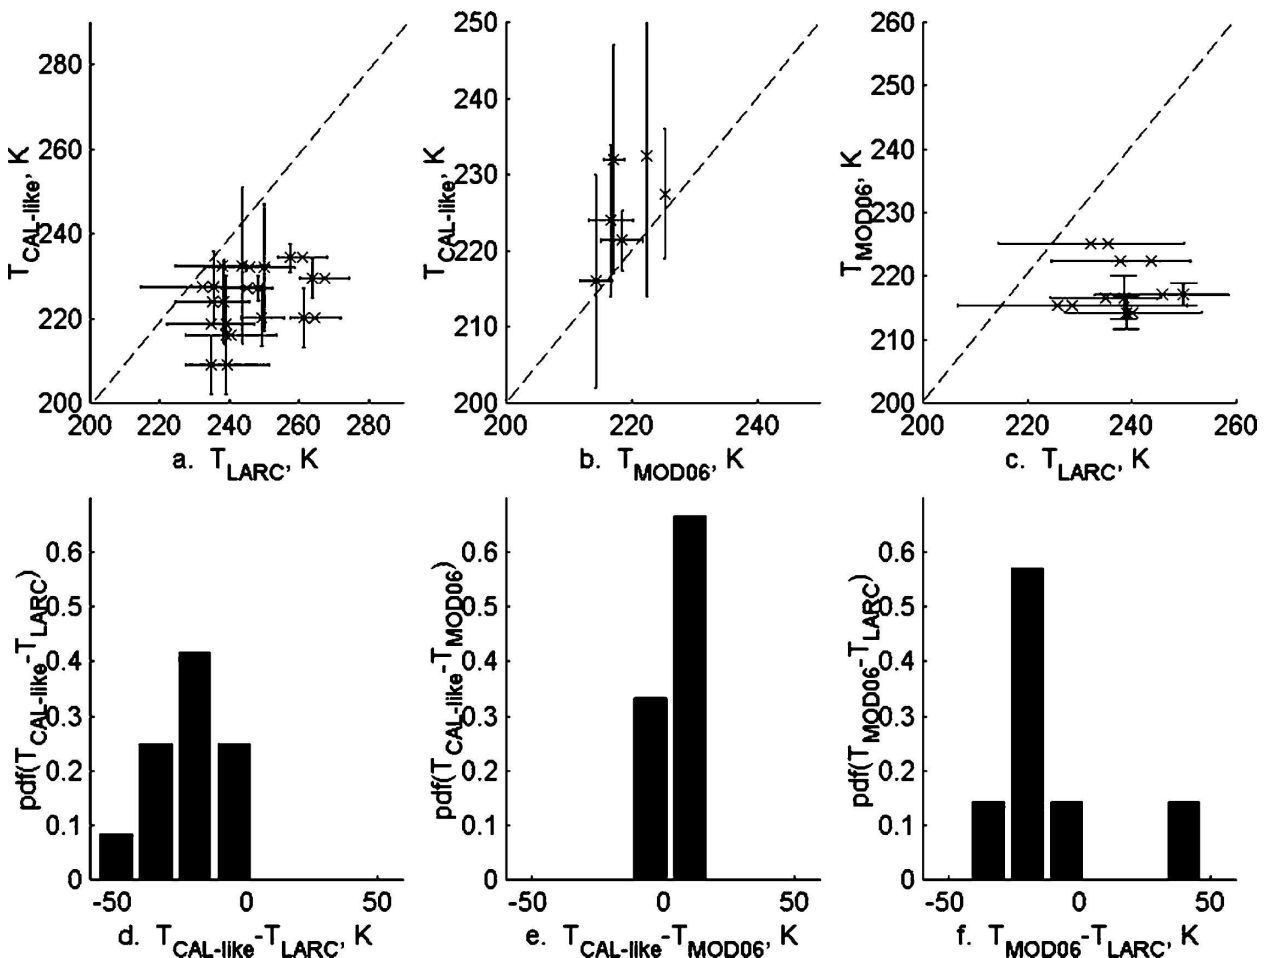 280
260
240
220
200
T_CAL-like, K
200 220 240 260 280
a. T_LARC, K
250
240
230
220
210
200
T_CAL-like, K
200 220 240
b. T_MOD06, K
260
250
240
230
220
210
200
T_MOD06, K
200 220 240 260
c. T_LARC, K
0.6
0.5
0.4
0.3
0.2
0.1
0
pdf(T_CAL-like-T_LARC)
-50 0 50
d. T_CAL-like-T_LARC, K
0.6
0.5
0.4
0.3
0.2
0.1
0
pdf(T_CAL-like-T_MOD06)
-50 0 50
e. T_CAL-like-T_MOD06, K
0.6
0.5
0.4
0.3
0.2
0.1
0
pdf(T_MOD06-T_LARC)
-50 0 50
f. T_MOD06-T_LARC, K